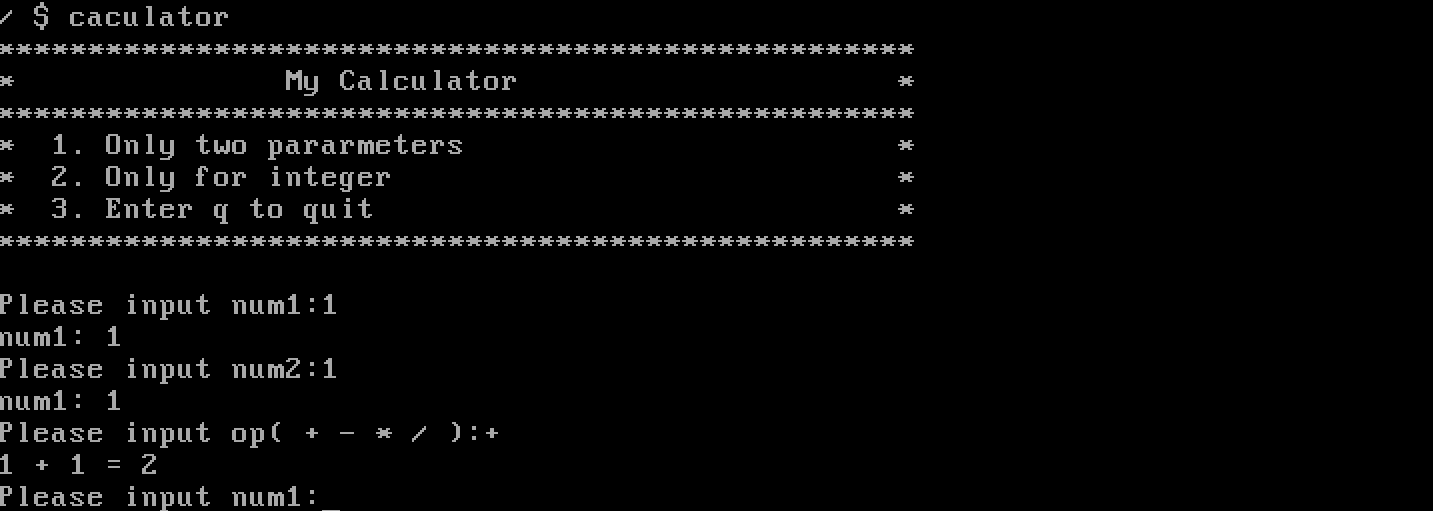 / $ caculator
***************************************************
* My Calculator *
***************************************************
* 1. Only two pararmeters *
* 2. Only for integer *
* 3. Enter q to quit *
***************************************************
Please input num1:1
num1: 1
Please input num2:1
num1: 1
Please input op( + - * / ):+
1 + 1 = 2
Please input num1:_